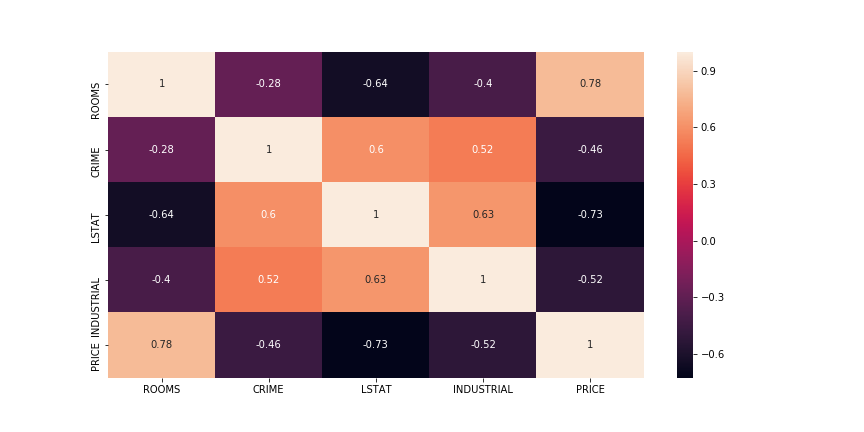 ROOMS 1 -0.28 -0.64 -0.4 0.78
CRIME -0.28 1 0.6 0.52 -0.46
LSTAT -0.64 0.6 1 0.63 -0.73
INDUSTRIAL -0.4 0.52 0.63 1 -0.52
PRICE 0.78 -0.46 -0.73 -0.52 1
ROOMS CRIME LSTAT INDUSTRIAL PRICE
0.9
0.6
0.3
0.0
−0.3
−0.6